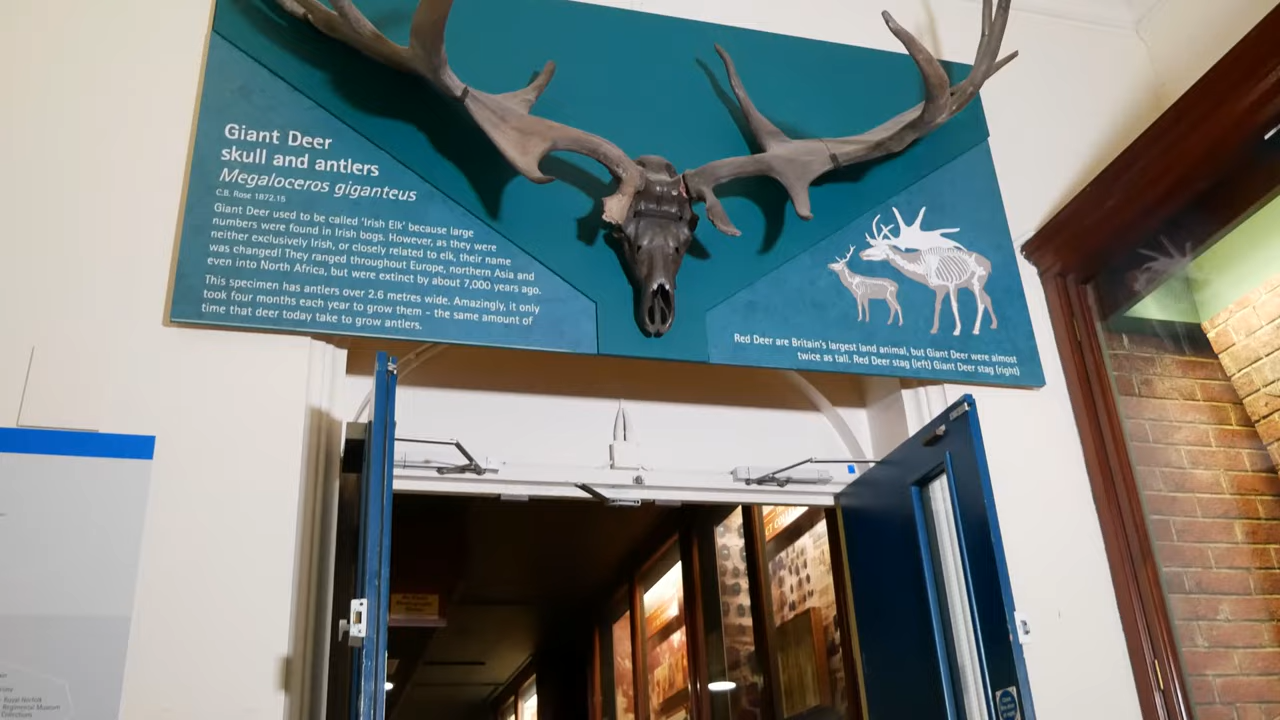 Giant Deer
skull and antlers
Megaloceros giganteus
C.B. Rose 1872.15
Giant Deer used to be called 'Irish Elk' because large
numbers were found in Irish bogs. However, as they were
neither exclusively Irish, or closely related to elk, their name
was changed! They ranged throughout Europe, northern Asia and
even into North Africa, but were extinct by about 7,000 years ago.
This specimen has antlers over 2.6 metres wide. Amazingly, it only
took four months each year to grow them – the same amount of
time that deer today take to grow antlers.
Red Deer are Britain's largest land animal, but Giant Deer were almost
twice as tall. Red Deer stag (left) Giant Deer stag (right)
Royal Norfolk
Regimental Museum
Collections